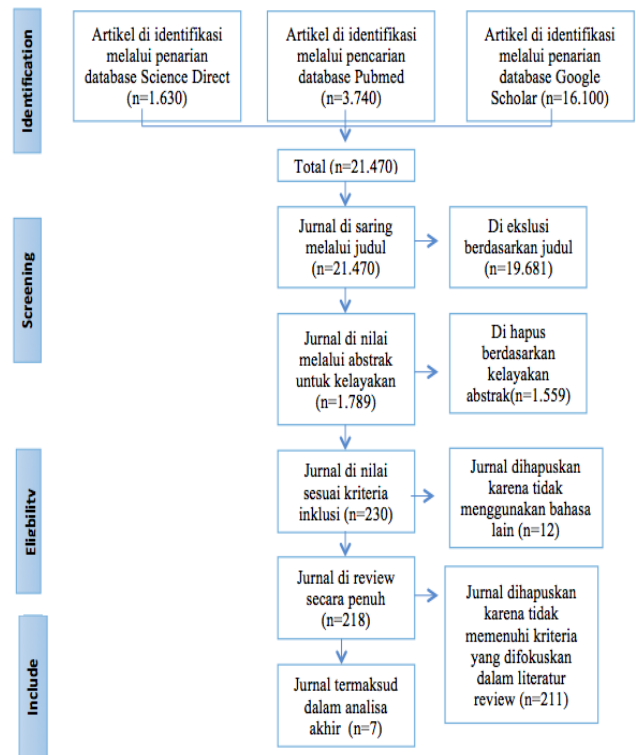 Identification
Artikel di identifikasi
melalui penarian
database Science Direct
(n=1.630)
Artikel di identifikasi
melalui pencarian
database Pubmed
(n=3.740)
Artikel di identifikasi
melalui penarian
database Google
Scholar (n=16.100)
Total (n=21.470)
Screening
Jurnal di saring
melalui judul
(n=21.470)
Di ekslusi
berdasarkan judul
(n=19.681)
Jurnal di nilai
melalui abstrak
untuk kelayakan
(n=1.789)
Di hapus
berdasarkan
kelayakan
abstrak(n=1.559)
Eligbility
Jurnal di nilai
sesuai kriteria
inklusi (n=230)
Jurnal dihapuskan
karena tidak
menggunakan bahasa
lain (n=12)
Jurnal di review
secara penuh
(n=218)
Jurnal dihapuskan
karena tidak
memenuhi kriteria
yang difokuskan
dalam literatur
review (n=211)
Include
Jurnal termaksud
dalam analisa
akhir (n=7)